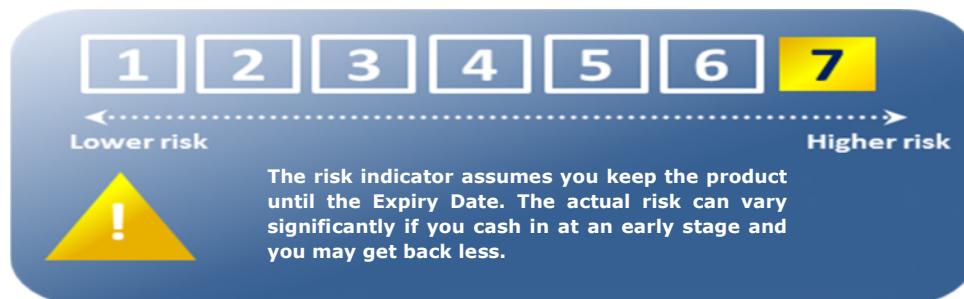 1 2 3 4 5 6 7
Lower risk Higher risk
!
The risk indicator assumes you keep the product
until the Expiry Date. The actual risk can vary
significantly if you cash in at an early stage and
you may get back less.